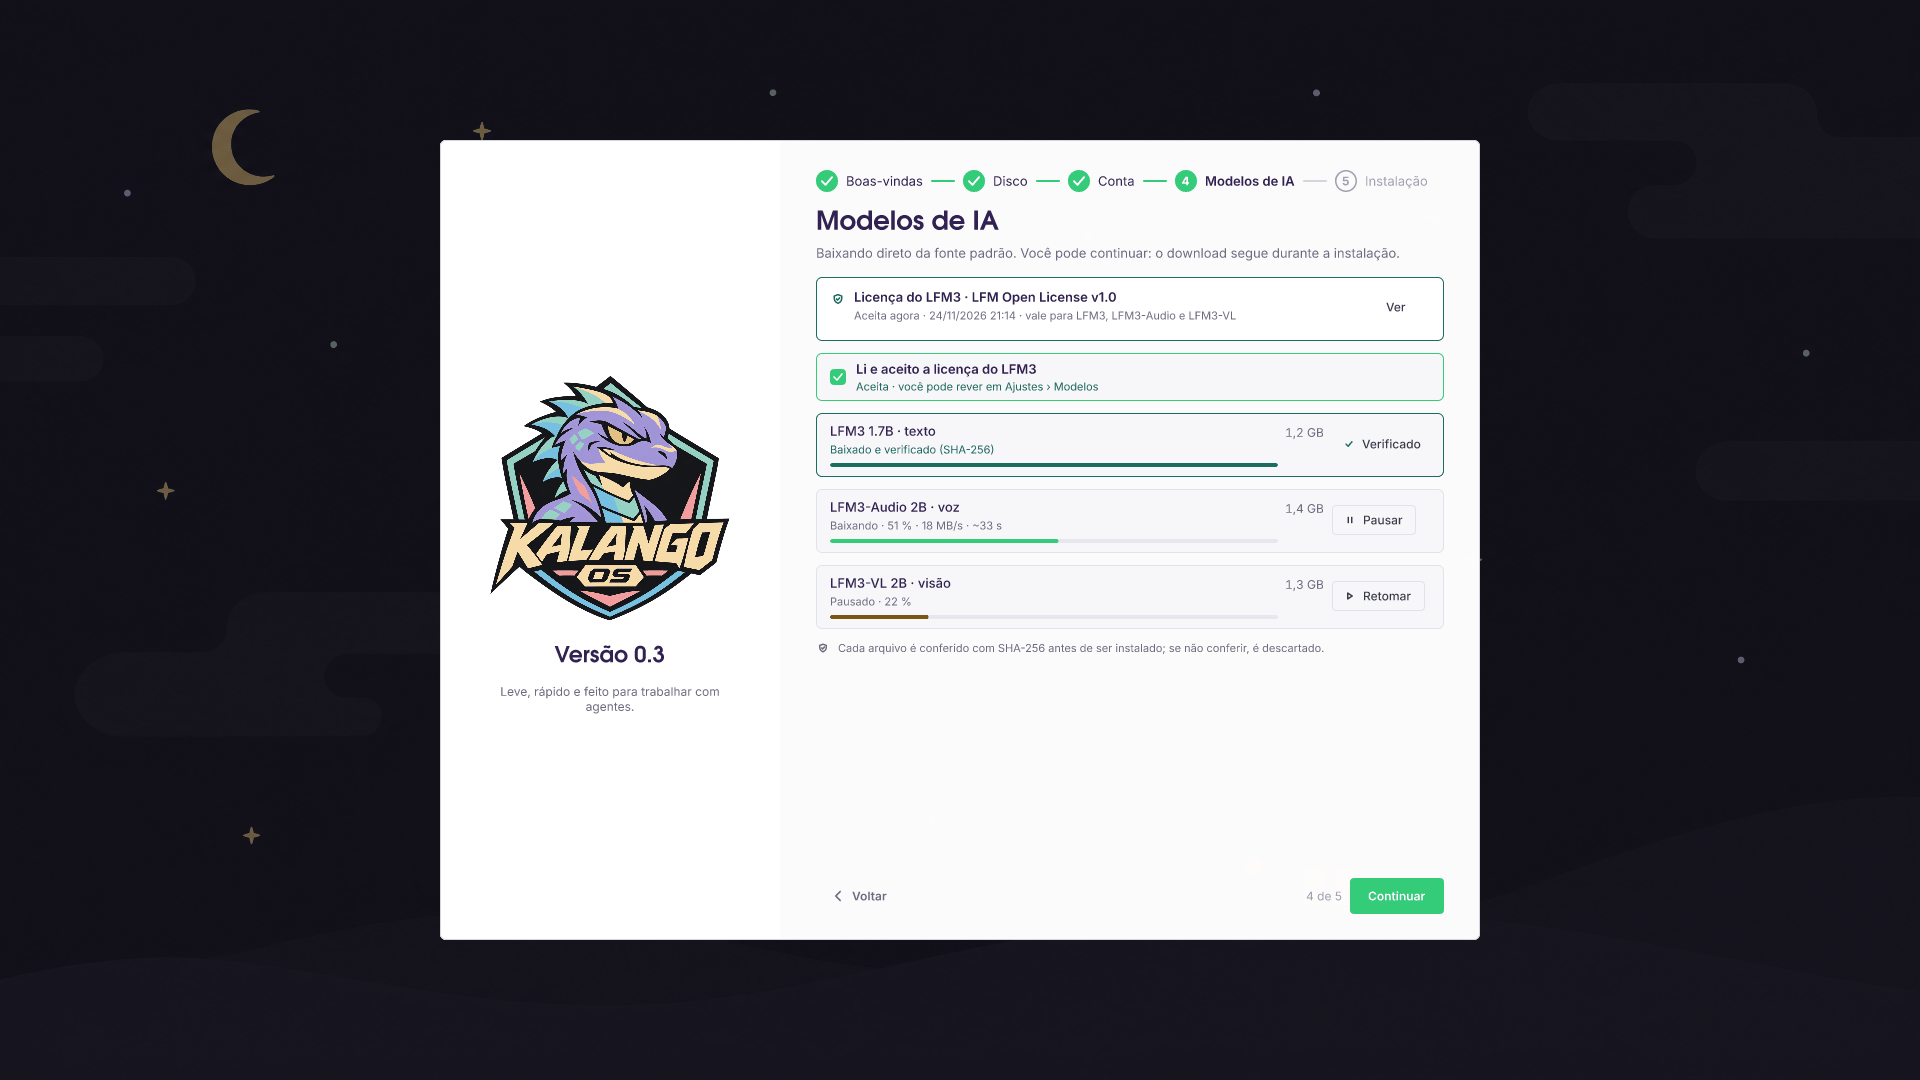 Boas-vindas
Disco
Conta
4
Modelos de IA
5
Instalação
Modelos de IA
Baixando direto da fonte padrão. Você pode continuar: o download segue durante a instalação.
Licença do LFM3 · LFM Open License v1.0
Aceita agora · 24/11/2026 21:14 · vale para LFM3, LFM3-Audio e LFM3-VL
Ver
Li e aceito a licença do LFM3
Aceita · você pode rever em Ajustes › Modelos
LFM3 1.7B · texto
Baixado e verificado (SHA-256)
1,2 GB
Verificado
LFM3-Audio 2B · voz
Baixando · 51 % · 18 MB/s · ~33 s
1,4 GB
Pausar
LFM3-VL 2B · visão
Pausado · 22 %
1,3 GB
Retomar
Cada arquivo é conferido com SHA-256 antes de ser instalado; se não conferir, é descartado.
KALANGO
OS
Versão 0.3
Leve, rápido e feito para trabalhar com
agentes.
Voltar
4 de 5
Continuar